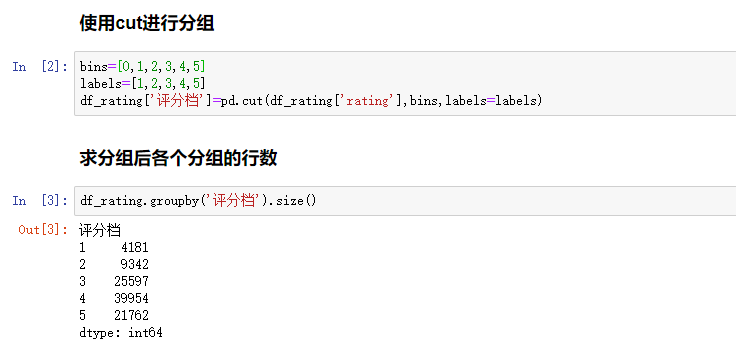 使用cut进行分组
In [2]: bins=[0,1,2,3,4,5]
labels=[1,2,3,4,5]
df_rating['评分档']=pd.cut(df_rating['rating'],bins,labels=labels)
求分组后各个分组的行数
In [3]: df_rating.groupby('评分档').size()
Out[3]: 评分档
1 4181
2 9342
3 25597
4 39954
5 21762
dtype: int64